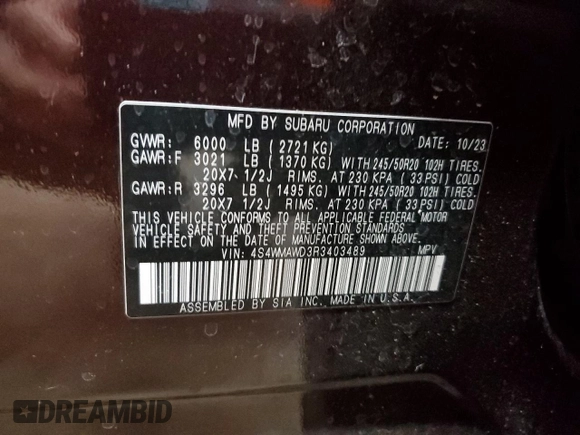 MFD BY SUBARU CORPORATION
GVWR: 6000 LB (2721 KG) DATE: 10/23
GAWR:F 3021 LB (1370 KG) WITH 245/50R20 102H TIRES.
20X7 1/2J RIMS. AT 230 KPA (33 PSI) COLD
GAWR:R 3296 LB (1495 KG) WITH 245/50R20 102H TIRES.
20X7 1/2J RIMS. AT 230 KPA (33 PSI) COLD
THIS VEHICLE CONFORMS TO ALL APPLICABLE FEDERAL MOTOR
VEHICLE SAFETY AND THEFT PREVENTION STANDARDS
IN EFFECT ON THE DATE OF MANUFACTURE SHOWN ABOVE.
VIN: 4S4WMAWD3R3403489 MPV
ASSEMBLED BY SIA INC. MADE IN U.S.A.
DREAMBID